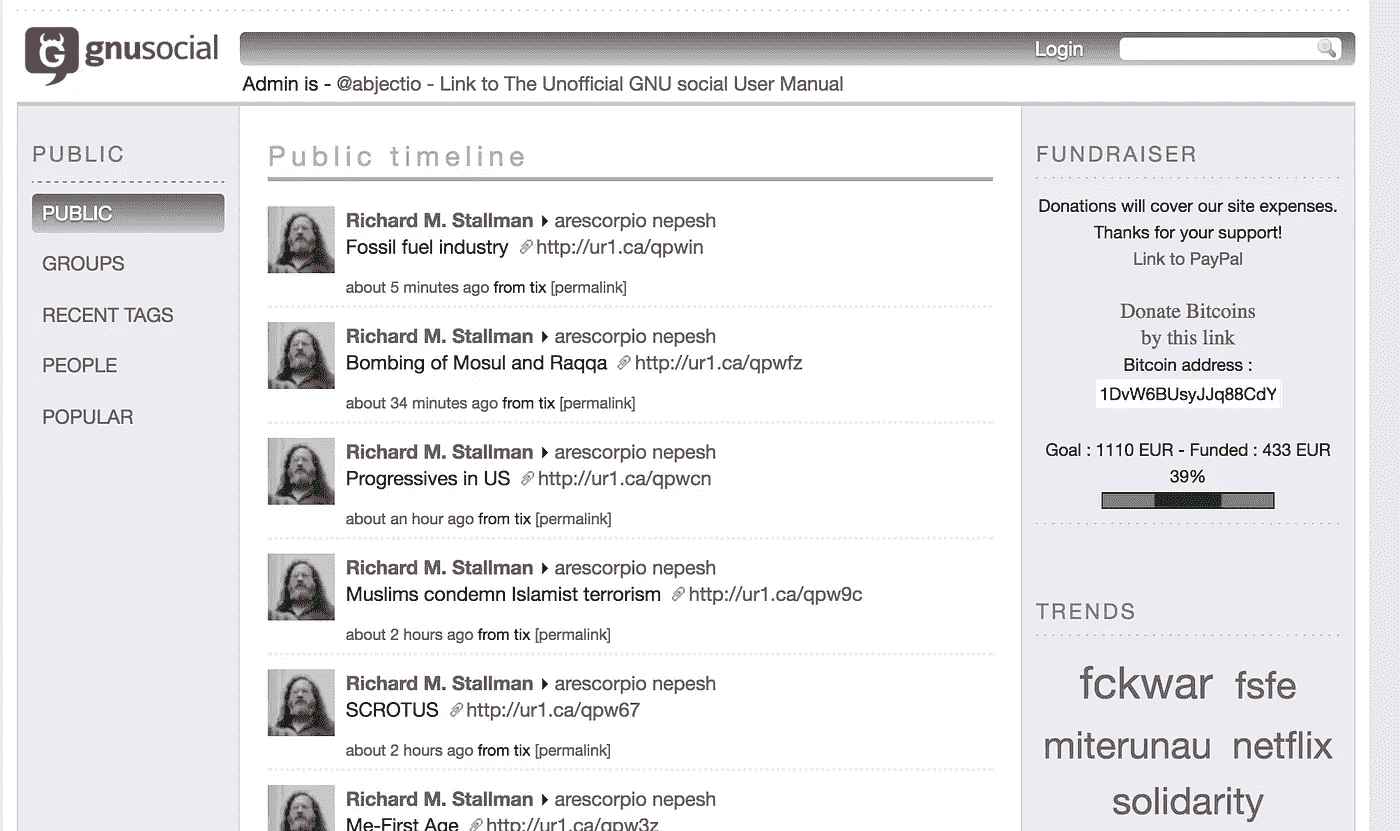 gnusocial
Login
Admin is - @abjectio - Link to The Unofficial GNU social User Manual
PUBLIC
PUBLIC
GROUPS
RECENT TAGS
PEOPLE
POPULAR
Public timeline
Richard M. Stallman ▸ arescorpio nepesh
Fossil fuel industry http://ur1.ca/qpwin
about 5 minutes ago from tix [permalink]
Richard M. Stallman ▸ arescorpio nepesh
Bombing of Mosul and Raqqa http://ur1.ca/qpwfz
about 34 minutes ago from tix [permalink]
Richard M. Stallman ▸ arescorpio nepesh
Progressives in US http://ur1.ca/qpwcn
about an hour ago from tix [permalink]
Richard M. Stallman ▸ arescorpio nepesh
Muslims condemn Islamist terrorism http://ur1.ca/qpw9c
about 2 hours ago from tix [permalink]
Richard M. Stallman ▸ arescorpio nepesh
SCROTUS http://ur1.ca/qpw67
about 2 hours ago from tix [permalink]
Richard M. Stallman ▸ arescorpio nepesh
Me-First Age http://ur1.ca/qpw3z
FUNDRAISER
Donations will cover our site expenses.
Thanks for your support!
Link to PayPal
Donate Bitcoins
by this link
Bitcoin address :
1DvW6BUsyJJq88CdY
Goal : 1110 EUR - Funded : 433 EUR
39%
TRENDS
fckwar fsfe
miterunau netflix
solidarity